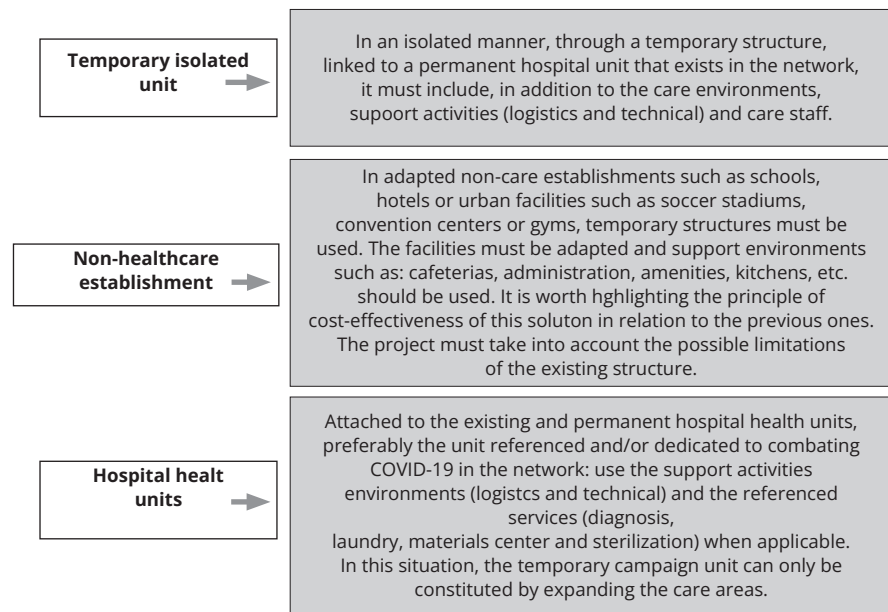 Temporary isolated
unit
In an isolated manner, through a temporary structure,
linked to a permanent hospital unit that exists in the network,
it must include, in addition to the care environments,
supoort activities (logistics and technical) and care staff.
Non-healthcare
establishment
In adapted non-care establishments such as schools,
hotels or urban facilities such as soccer stadiums,
convention centers or gyms, temporary structures must be
used. The facilities must be adapted and support environments
such as: cafeterias, administration, amenities, kitchens, etc.
should be used. It is worth hghlighting the principle of
cost-effectiveness of this soluton in relation to the previous ones.
The project must take into account the possible limitations
of the existing structure.
Hospital healt
units
Attached to the existing and permanent hospital health units,
preferably the unit referenced and/or dedicated to combating
COVID-19 in the network: use the support activities
environments (logistcs and technical) and the referenced
services (diagnosis,
laundry, materials center and sterilization) when applicable.
In this situation, the temporary campaign unit can only be
constituted by expanding the care areas.